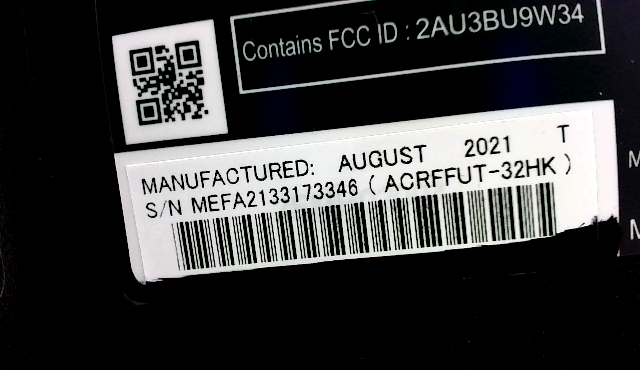 Contains FCC ID : 2AU3BU9W34
MANUFACTURED: AUGUST 2021 T
S/N MEFA2133173346 ( ACRFFUT-32HK )
M